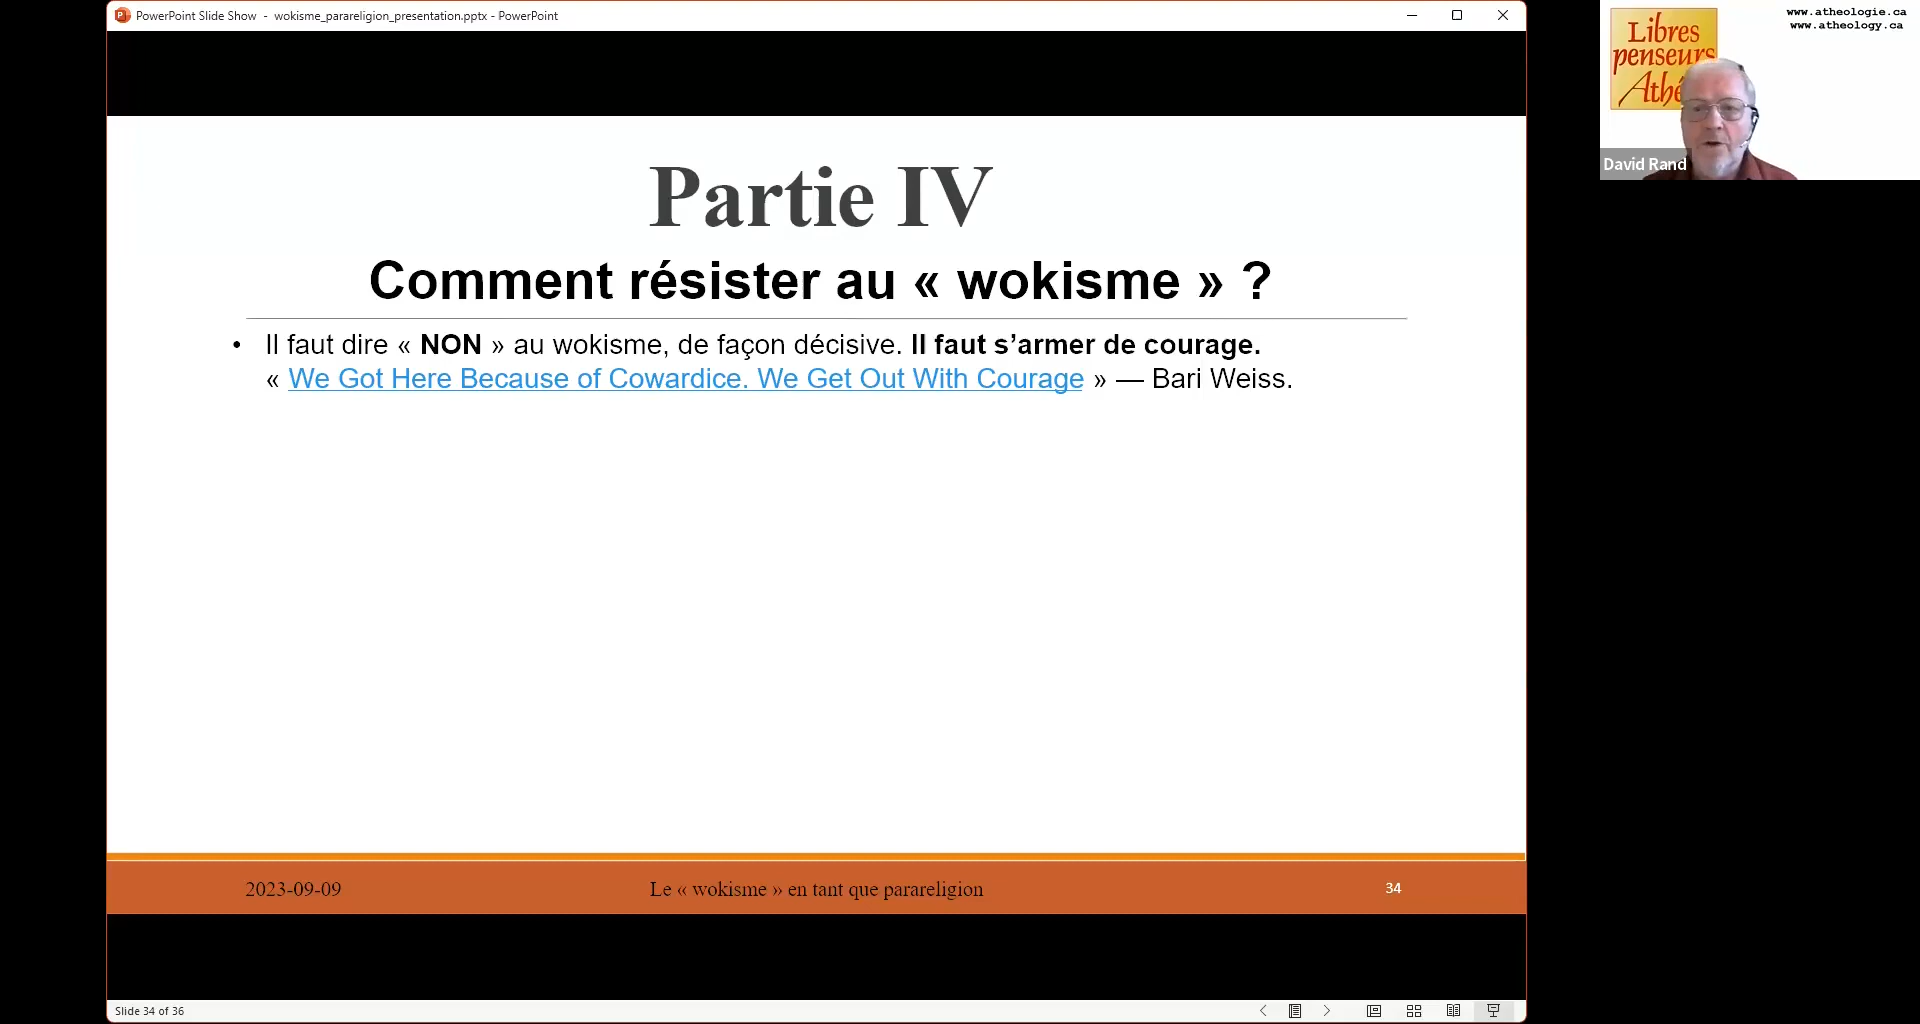 PowerPoint Slide Show - wokisme_parareligion_presentation.pptx - PowerPoint
Partie IV
Comment résister au « wokisme » ?
• Il faut dire « NON » au wokisme, de façon décisive. Il faut s’armer de courage.
« We Got Here Because of Cowardice. We Get Out With Courage » — Bari Weiss.
2023-09-09
Le « wokisme » en tant que parareligion
34
Slide 34 of 36
www.atheologie.ca
www.atheology.ca
Libres
penseurs
David Rand